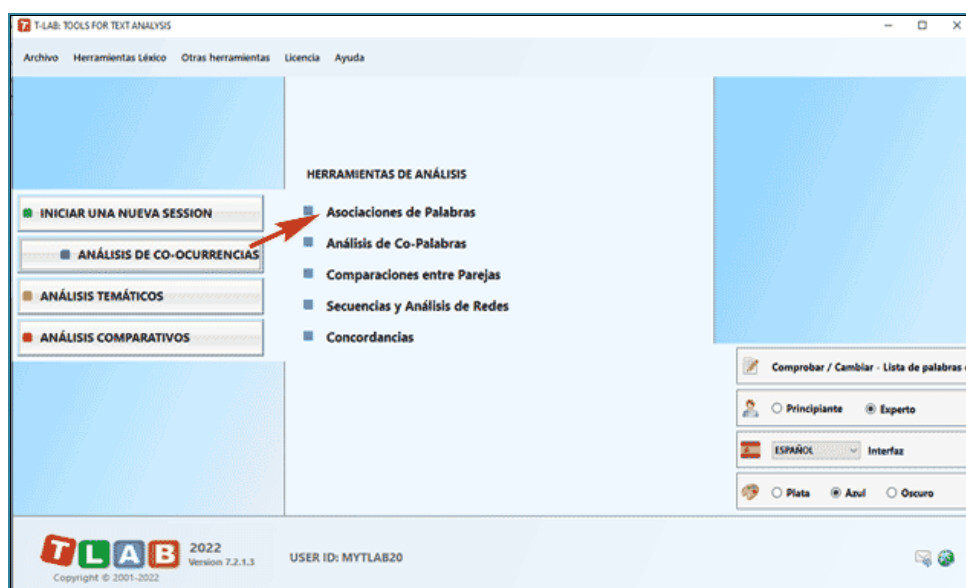 T-LAB: TOOLS FOR TEXT ANALYSIS
Archivo Herramientas Léxico Otras herramientas Licencia Ayuda
HERRAMIENTAS DE ANÁLISIS
INICIAR UNA NUEVA SESSION
ANÁLISIS DE CO-OCURRENCIAS
ANÁLISIS TEMÁTICOS
ANÁLISIS COMPARATIVOS
Asociaciones de Palabras
Análisis de Co-Palabras
Comparaciones entre Parejas
Secuencias y Análisis de Redes
Concordancias
Comprobar / Cambiar - Lista de palabras
Principiante Experto
ESPAÑOL Interfaz
Plata Azul Oscuro
T LAB
2022
Version 7.2.1.3
Copyright © 2001-2022
USER ID: MYTLAB20